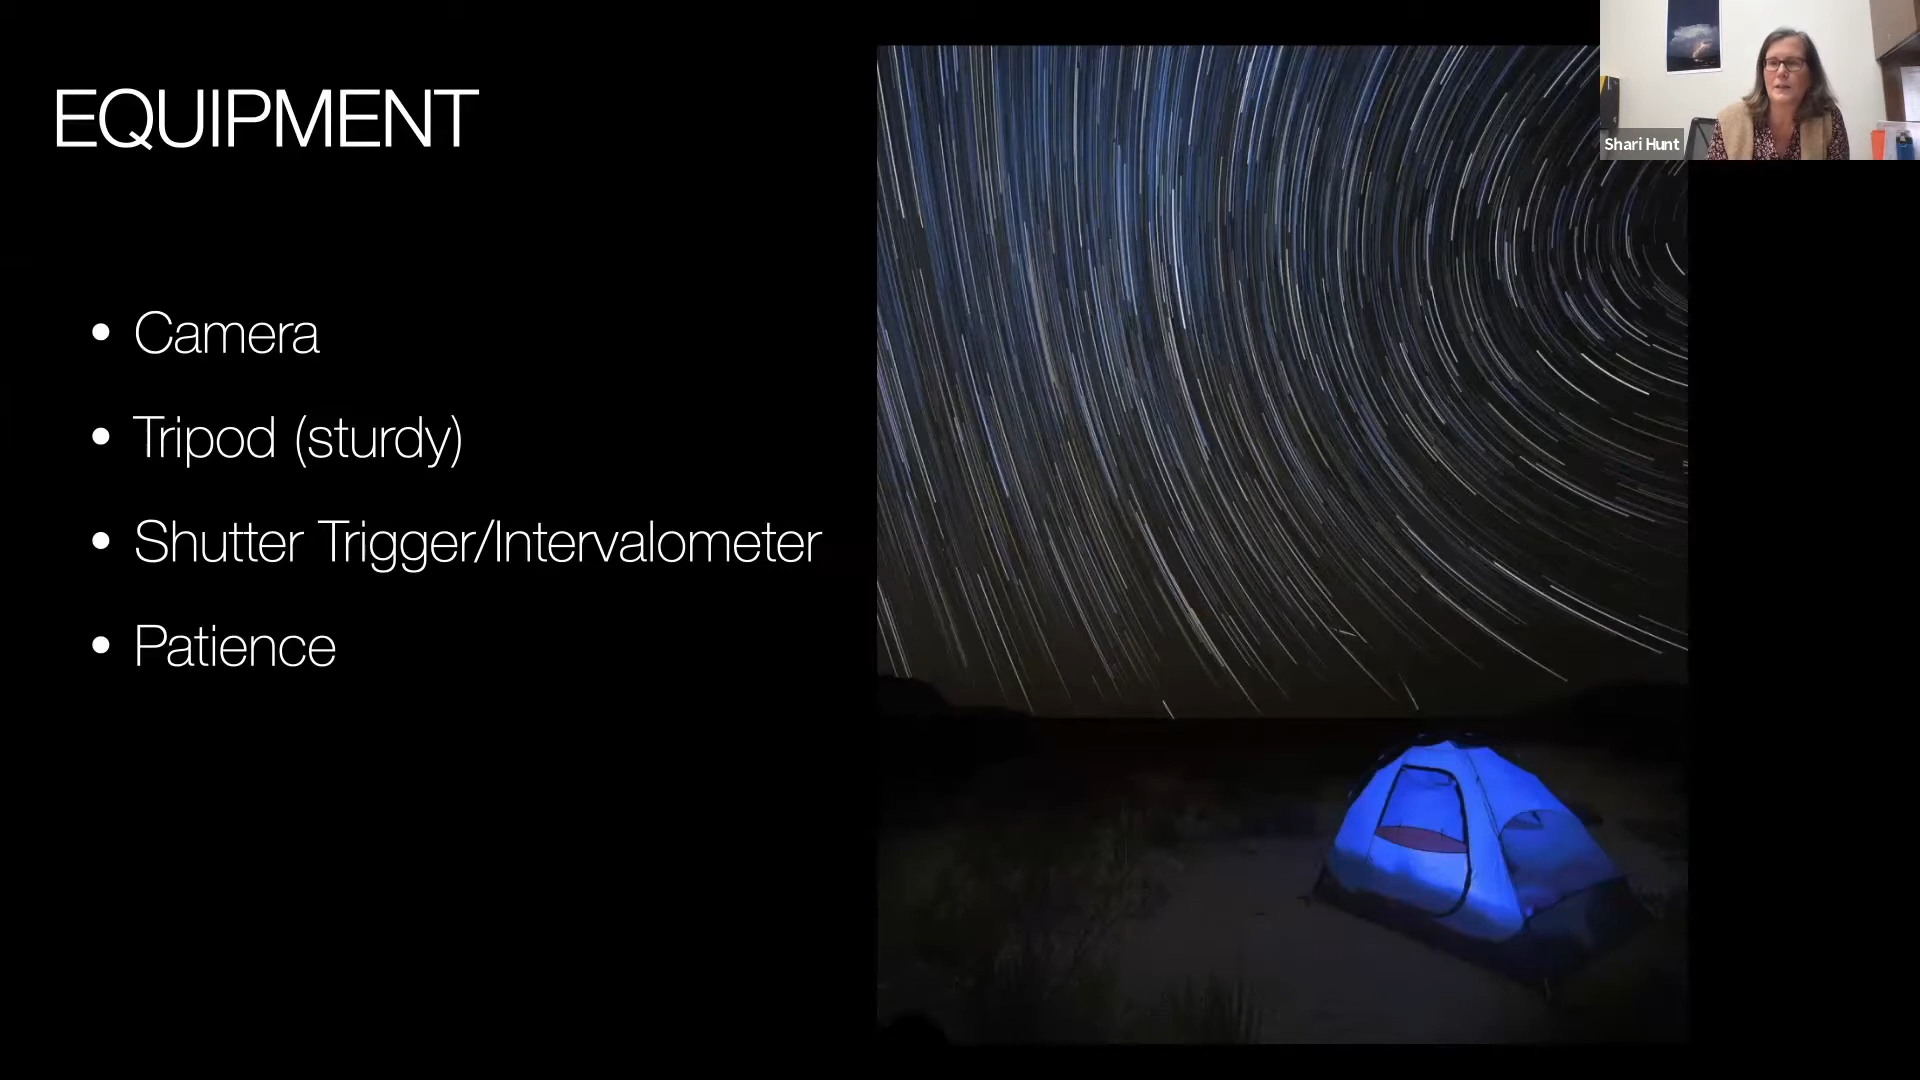 EQUIPMENT
Shari Hunt
• Camera
• Tripod (sturdy)
• Shutter Trigger/Intervalometer
• Patience